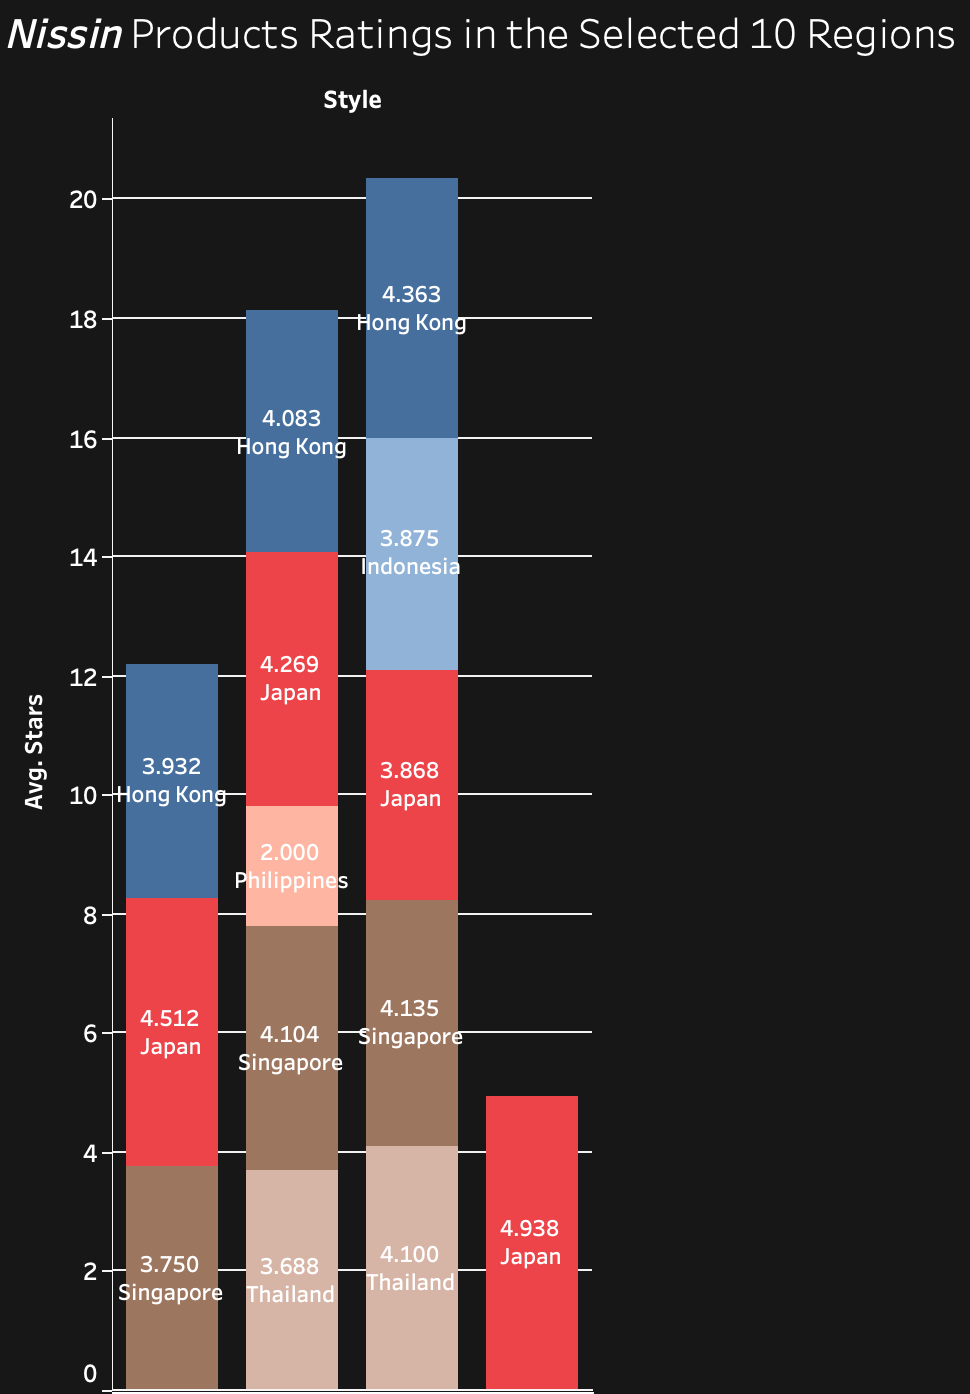 Nissin Products Ratings in the Selected 10 Regions
Style
Avg. Stars
20
18
16
14
12
10
8
6
4
2
0
3.932
Hong Kong
4.512
Japan
3.750
Singapore
4.083
Hong Kong
4.269
Japan
2.000
Philippines
4.104
Singapore
3.688
Thailand
4.363
Hong Kong
3.875
Indonesia
3.868
Japan
4.135
Singapore
4.100
Thailand
4.938
Japan